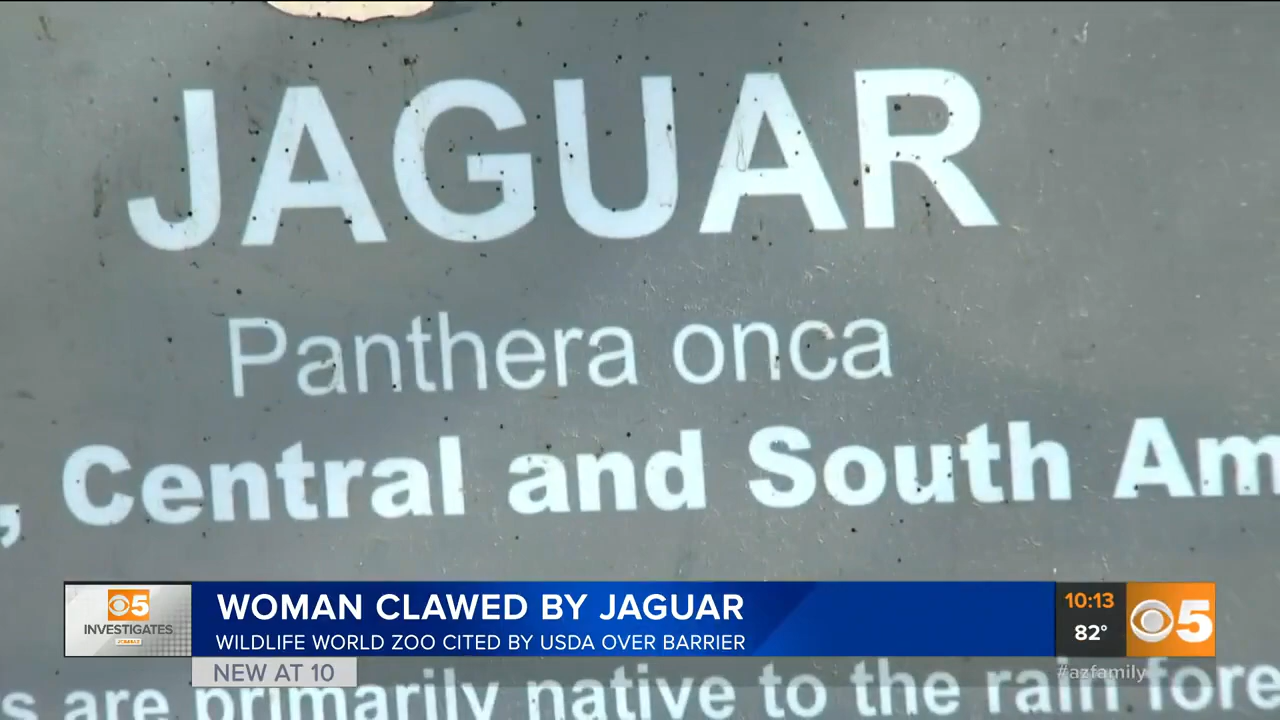 JAGUAR
Panthera onca
, Central and South Am
WOMAN CLAWED BY JAGUAR
WILDLIFE WORLD ZOO CITED BY USDA OVER BARRIER
5
INVESTIGATES
10:13
82°
5
NEW AT 10
#azfamily
s are primarily native to the rain fore